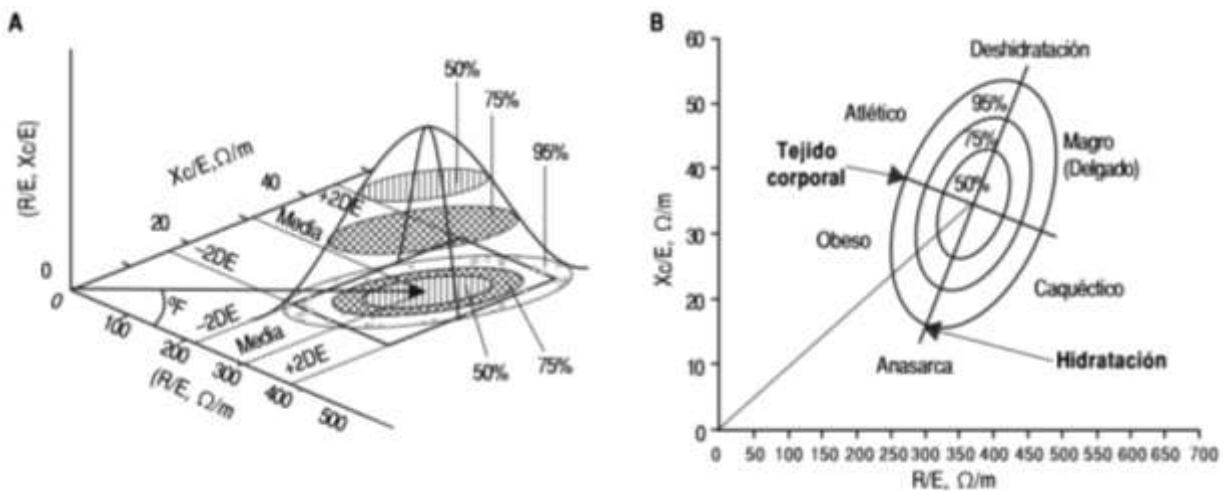 A
(R/E, Xc/E)
Xc/E,Ω/m
50%
75%
95%
40
+2DE
Media
20
−2DE
0
0
ºF
100
−2DE
200
Media
300
+2DE
400
500
(R/E, Ω/m
50%
75%
B
60
50
40
30
20
10
0
Xc/E, Ω/m
Deshidratación
Atlético
95%
75%
50%
Magro
(Delgado)
Tejido
corporal
Obeso
Caquéctico
Anasarca
Hidratación
0 50 100 150 200 250 300 350 400 450 500 550 600 650 700
R/E, Ω/m